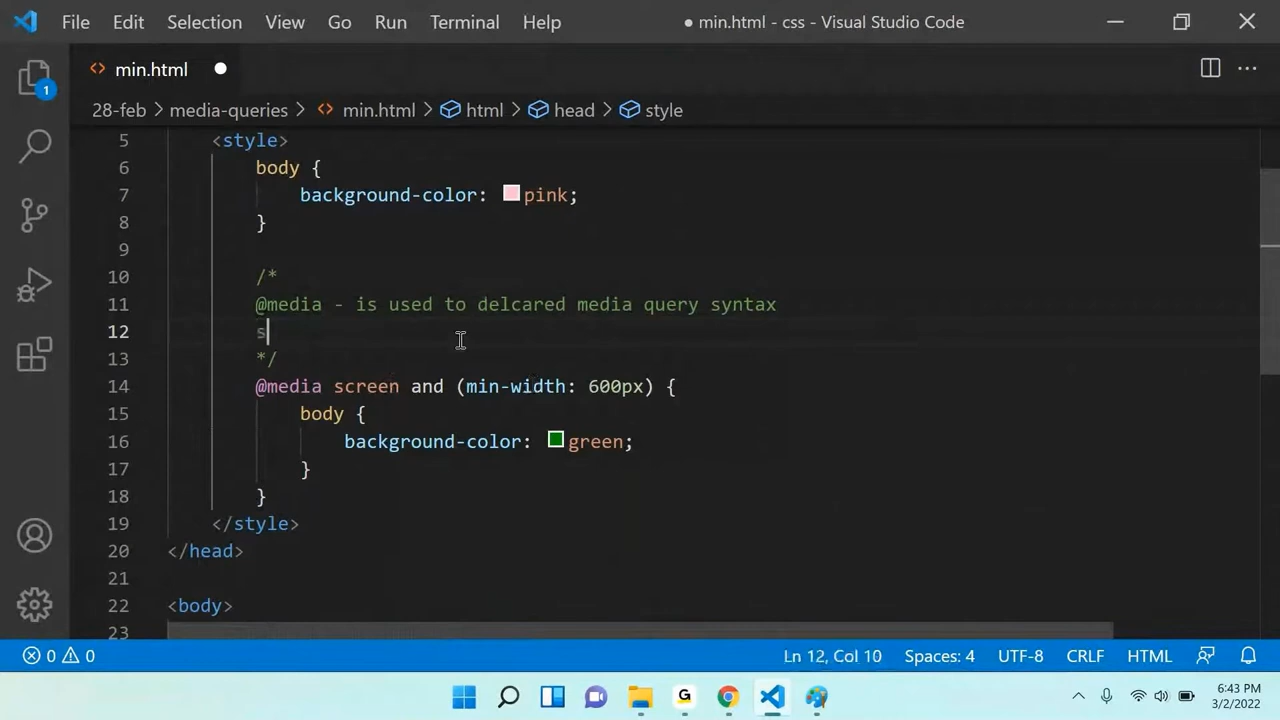 File Edit Selection View Go Run Terminal Help ● min.html - css - Visual Studio Code
min.html
1
28-feb > media-queries > min.html > html > head > style
5 <style>
6 body {
7 background-color: pink;
8 }
9
10 /*
11 @media - is used to delcared media query syntax
12 s
13 */
14 @media screen and (min-width: 600px) {
15 body {
16 background-color: green;
17 }
18 }
19 </style>
20 </head>
21
22 <body>
23
0 0 Ln 12, Col 10 Spaces: 4 UTF-8 CRLF HTML
G 6:43 PM
3/2/2022